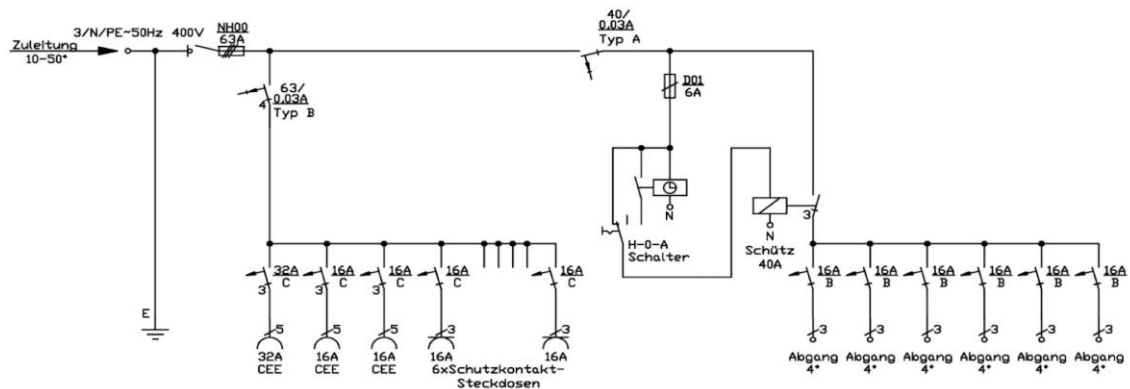 3/N/PE~50Hz 400V
NH00
63A
Zuleitung
10-50*
40/
0.03A
Typ A
D01
6A
63/
0.03A
Typ B
4
N
H-0-A
Schalter
3
N
Schütz
40A
E
32A
C
3
16A
C
3
16A
C
3
16A
C
16A
C
16A
B
16A
B
16A
B
16A
B
16A
B
16A
B
5
5
5
3
3
3
3
3
3
3
3
32A
CEE
16A
CEE
16A
CEE
16A
16A
6xSchutzkontakt-
Steckdosen
Abgang
4*
Abgang
4*
Abgang
4*
Abgang
4*
Abgang
4*
Abgang
4*